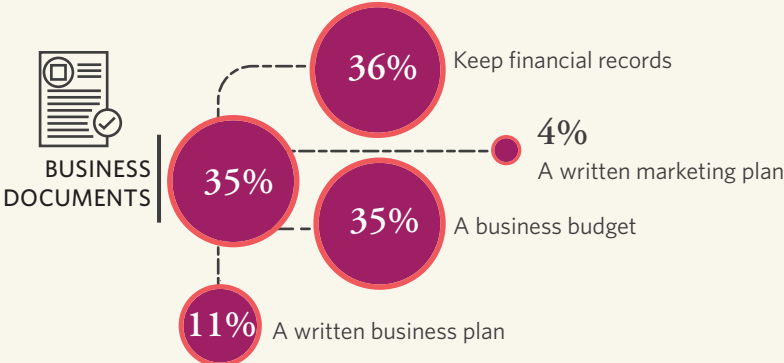 36%
Keep financial records
4%
A written marketing plan
BUSINESS
DOCUMENTS
35%
35%
A business budget
11%
A written business plan